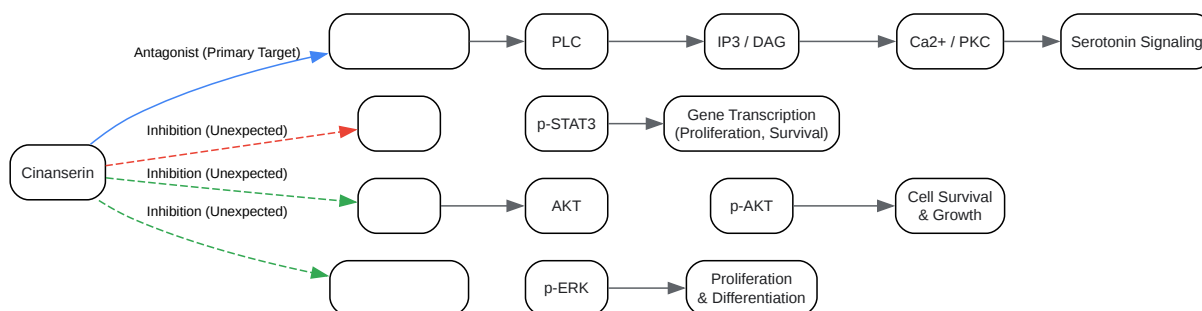 Antagonist (Primary Target)
PLC
IP3 / DAG
Ca2+ / PKC
Serotonin Signaling
Inhibition (Unexpected)
p-STAT3
Gene Transcription
(Proliferation, Survival)
Cinanserin
Inhibition (Unexpected)
AKT
p-AKT
Cell Survival
& Growth
Inhibition (Unexpected)
p-ERK
Proliferation
& Differentiation